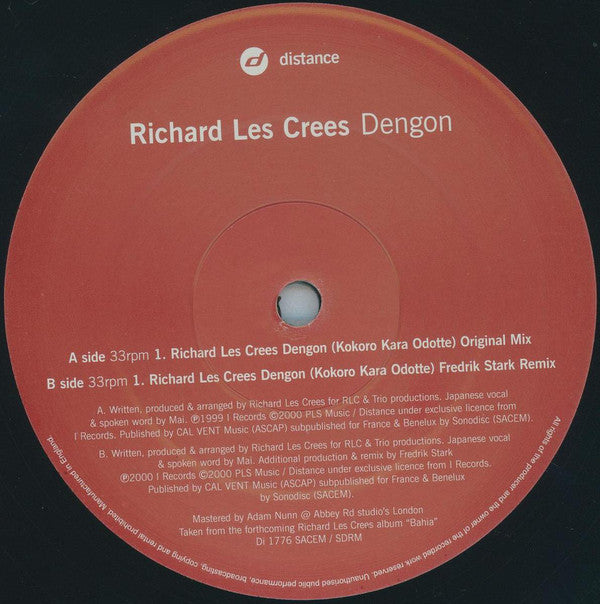 distance
Richard Les Crees Dengon
A side 33rpm 1. Richard Les Crees Dengon (Kokoro Kara Odotte) Original Mix
B side 33rpm 1. Richard Les Crees Dengon (Kokoro Kara Odotte) Fredrik Stark Remix
A. Written, produced & arranged by Richard Les Crees for RLC & Trio productions. Japanese vocal
& spoken word by Mai. ℗1999 I Records ©2000 PLS Music / Distance under exclusive licence from
I Records. Published by CAL VENT Music (ASCAP) subpublished for France & Benelux by Sonodisc (SACEM).
B. Written, produced & arranged by Richard Les Crees for RLC & Trio productions. Japanese vocal
& spoken word by Mai. Additional production & remix by Fredrik Stark
℗2000 I Records ©2000 PLS Music / Distance under exclusive licence from I Records.
Published by CAL VENT Music (ASCAP) subpublished for France & Benelux
by Sonodisc (SACEM).
Mastered by Adam Nunn @ Abbey Rd studio's London
Taken from the forthcoming Richard Les Crees album "Bahia"
Di 1776 SACEM / SDRM
All rights of the producer and the owner of the recorded work reserved. Unauthorised public performance, broadcasting, copying and rental prohibited. Manufactured in England